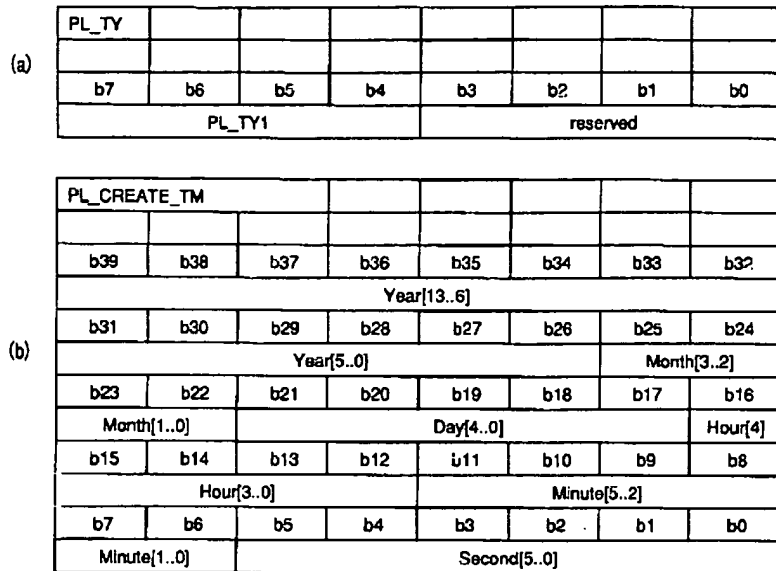 PL_TY
(a)
b7 b6 b5 b4 b3 b2 b1 b0
PL_TY1 reserved
PL_CREATE_TM
b39 b38 b37 b36 b35 b34 b33 b32
Year[13..6]
b31 b30 b29 b28 b27 b26 b25 b24
(b)
Year[5..0] Month[3..2]
b23 b22 b21 b20 b19 b18 b17 b16
Month[1..0] Day[4..0] Hour[4]
b15 b14 b13 b12 b11 b10 b9 b8
Hour[3..0] Minute[5..2]
b7 b6 b5 b4 b3 b2 b1 b0
Minute[1..0] Second[5..0]